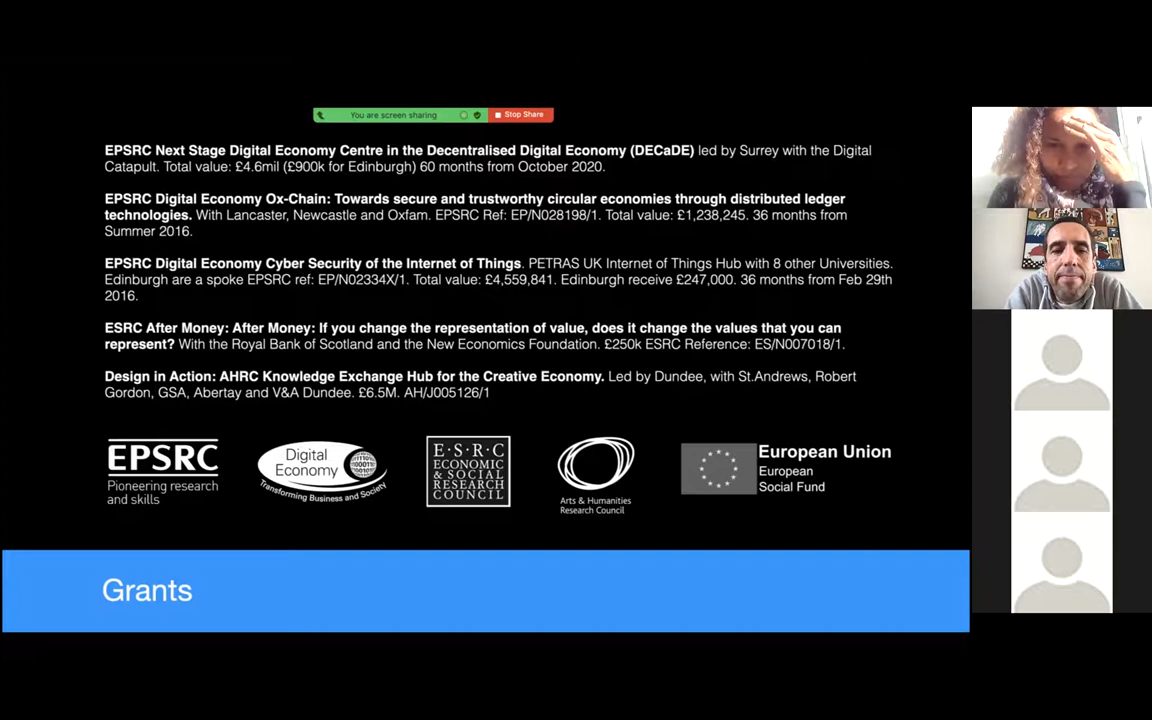 You are screen sharing
Stop Share
EPSRC Next Stage Digital Economy Centre in the Decentralised Digital Economy (DECaDE) led by Surrey with the Digital
Catapult. Total value: £4.6mil (£900k for Edinburgh) 60 months from October 2020.
EPSRC Digital Economy Ox-Chain: Towards secure and trustworthy circular economies through distributed ledger
technologies. With Lancaster, Newcastle and Oxfam. EPSRC Ref: EP/N028198/1. Total value: £1,238,245. 36 months from
Summer 2016.
EPSRC Digital Economy Cyber Security of the Internet of Things. PETRAS UK Internet of Things Hub with 8 other Universities.
Edinburgh are a spoke EPSRC ref: EP/N02334X/1. Total value: £4,559,841. Edinburgh receive £247,000. 36 months from Feb 29th
2016.
ESRC After Money: After Money: If you change the representation of value, does it change the values that you can
represent? With the Royal Bank of Scotland and the New Economics Foundation. £250k ESRC Reference: ES/N007018/1.
Design in Action: AHRC Knowledge Exchange Hub for the Creative Economy. Led by Dundee, with St.Andrews, Robert
Gordon, GSA, Abertay and V&A Dundee. £6.5M. AH/J005126/1
EPSRC
Pioneering research
and skills
Digital
Economy
Transforming Business and Society
E·S·R·C
ECONOMIC
& SOCIAL
RESEARCH
COUNCIL
Arts & Humanities
Research Council
European Union
European
Social Fund
Grants